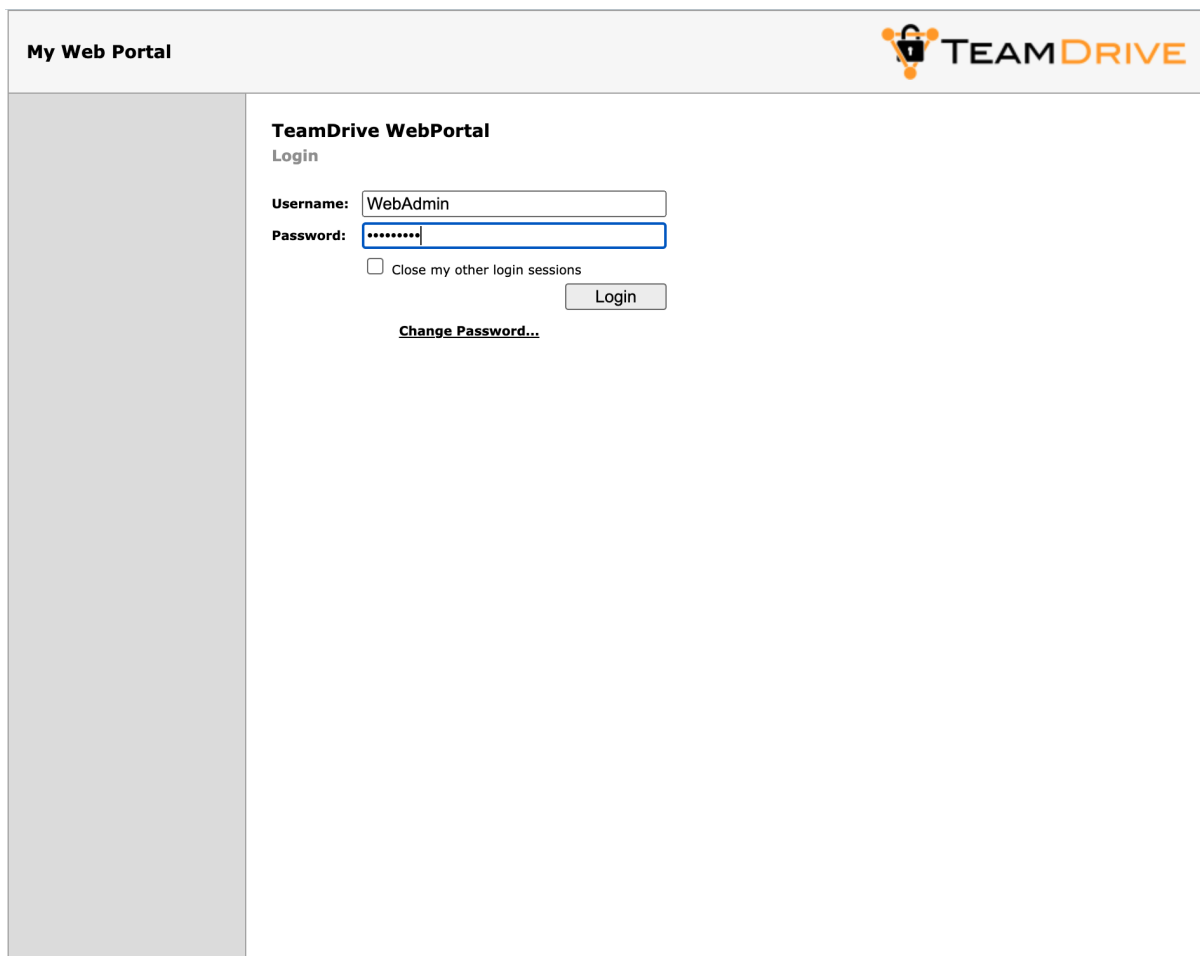 My Web Portal
TEAMDRIVE
TeamDrive WebPortal
Login
Username: WebAdmin
Password: •••••••••
Close my other login sessions
Login
Change Password...